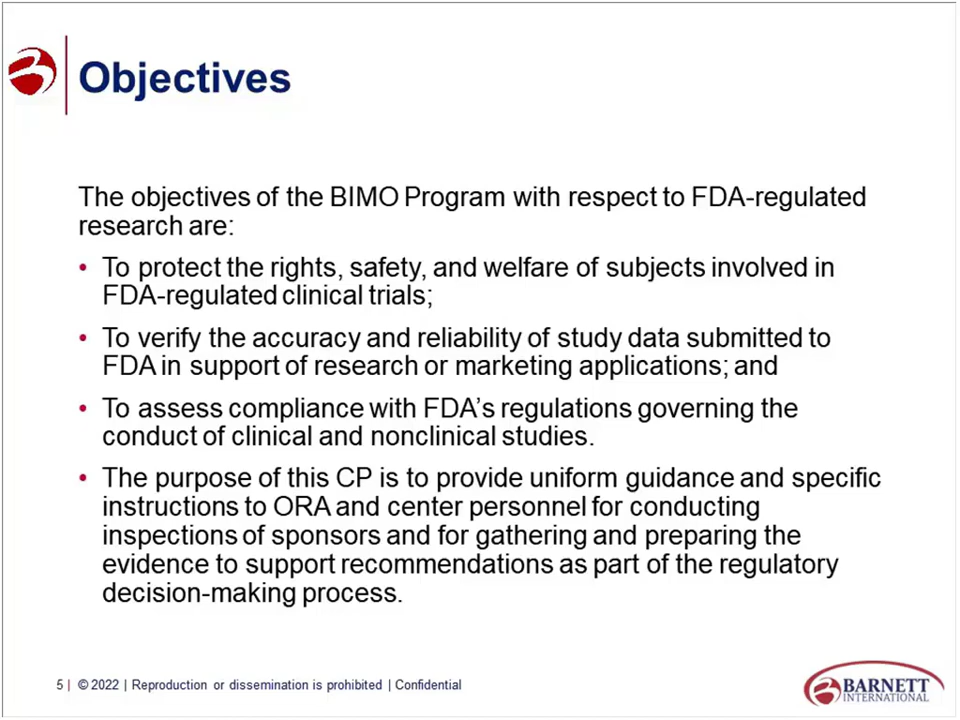 Objectives
The objectives of the BIMO Program with respect to FDA-regulated
research are:
• To protect the rights, safety, and welfare of subjects involved in
FDA-regulated clinical trials;
• To verify the accuracy and reliability of study data submitted to
FDA in support of research or marketing applications; and
• To assess compliance with FDA's regulations governing the
conduct of clinical and nonclinical studies.
• The purpose of this CP is to provide uniform guidance and specific
instructions to ORA and center personnel for conducting
inspections of sponsors and for gathering and preparing the
evidence to support recommendations as part of the regulatory
decision-making process.
5 | © 2022 | Reproduction or dissemination is prohibited | Confidential
BARNETT
INTERNATIONAL